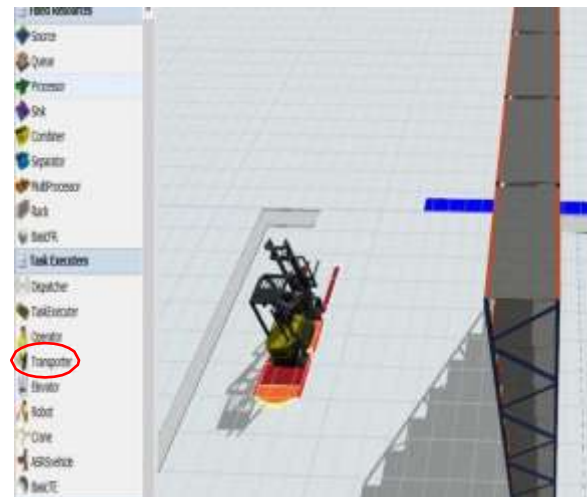 Fixed Resources
Source
Queue
Processor
Sink
Combiner
Separator
MultiProcessor
Rack
BasicFR
Task Executers
Dispatcher
TaskExecuter
Operator
Transporter
Elevator
Robot
Crane
ASRSvehicle
BasicTE